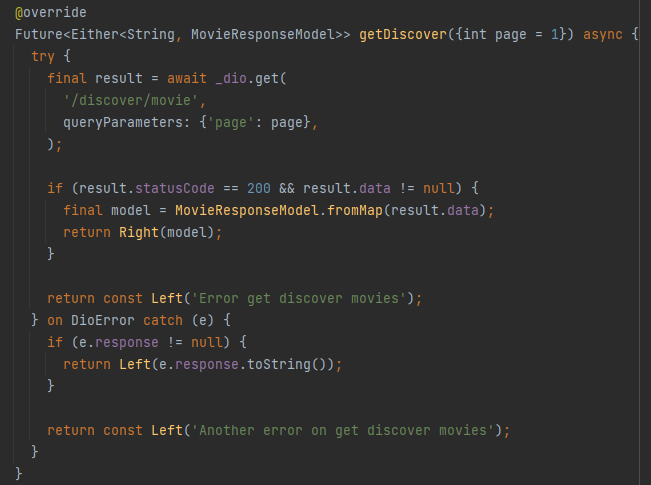 @override
Future<Either<String, MovieResponseModel>> getDiscover({int page = 1}) async {
  try {
    final result = await _dio.get(
      '/discover/movie',
      queryParameters: {'page': page},
    );

    if (result.statusCode == 200 && result.data != null) {
      final model = MovieResponseModel.fromMap(result.data);
      return Right(model);
    }

    return const Left('Error get discover movies');
  } on DioError catch (e) {
    if (e.response != null) {
      return Left(e.response.toString());
    }

    return const Left('Another error on get discover movies');
  }
}